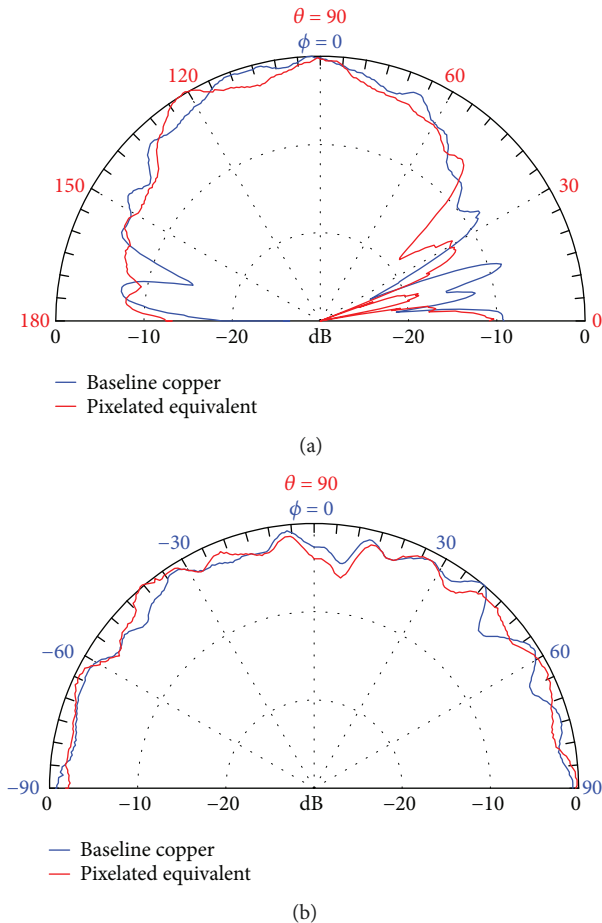 θ = 90
ϕ = 0
120
60
150
30
180
0
0
−10
−20
dB
−20
−10
0
Baseline copper
Pixelated equivalent
(a)
θ = 90
ϕ = 0
−30
30
−60
60
−90
90
0
−10
−20
dB
−20
−10
0
Baseline copper
Pixelated equivalent
(b)